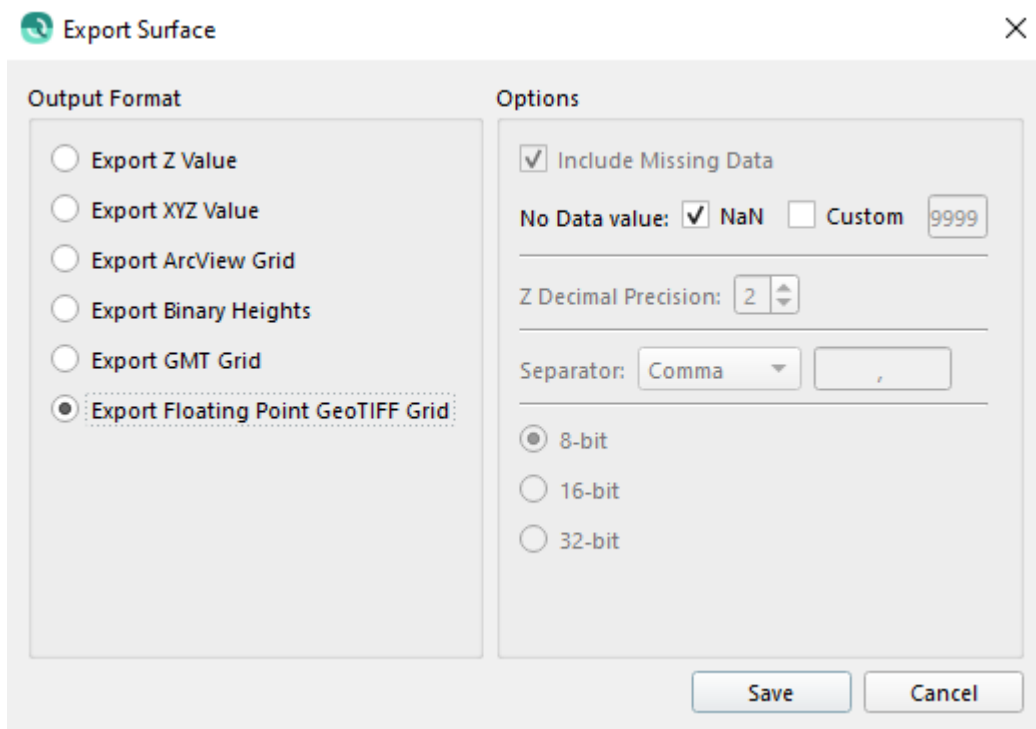 Export Surface
Output Format
Export Z Value
Export XYZ Value
Export ArcView Grid
Export Binary Heights
Export GMT Grid
Export Floating Point GeoTIFF Grid
Options
Include Missing Data
No Data value: NaN Custom 9999
Z Decimal Precision: 2
Separator: Comma ,
8-bit
16-bit
32-bit
Save Cancel